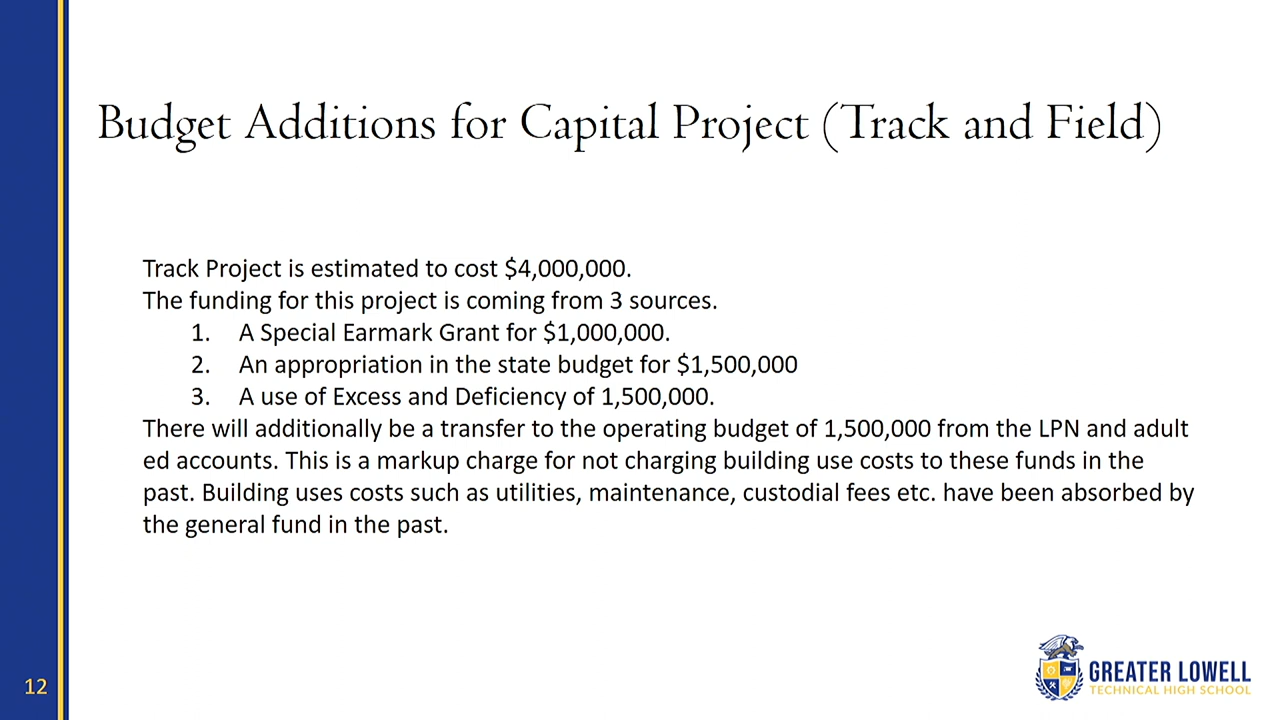 Budget Additions for Capital Project (Track and Field)
Track Project is estimated to cost $4,000,000.
The funding for this project is coming from 3 sources.
1. A Special Earmark Grant for $1,000,000.
2. An appropriation in the state budget for $1,500,000
3. A use of Excess and Deficiency of 1,500,000.
There will additionally be a transfer to the operating budget of 1,500,000 from the LPN and adult
ed accounts. This is a markup charge for not charging building use costs to these funds in the
past. Building uses costs such as utilities, maintenance, custodial fees etc. have been absorbed by
the general fund in the past.
12
GREATER LOWELL
TECHNICAL HIGH SCHOOL